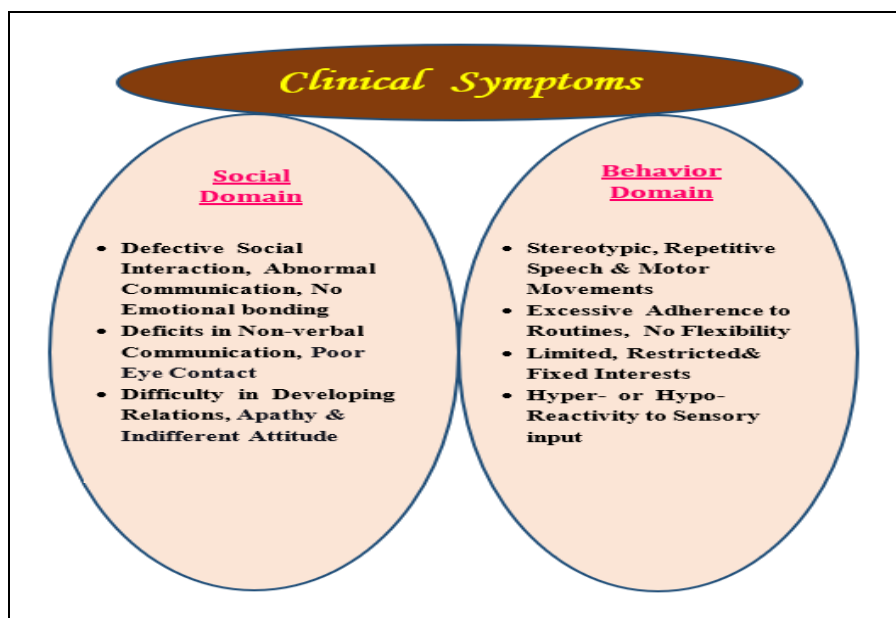 Clinical Symptoms
Social
Domain
• Defective Social
Interaction, Abnormal
Communication, No
Emotional bonding
• Deficits in Non-verbal
Communication, Poor
Eye Contact
• Difficulty in Developing
Relations, Apathy &
Indifferent Attitude
Behavior
Domain
• Stereotypic, Repetitive
Speech & Motor
Movements
• Excessive Adherence to
Routines, No Flexibility
• Limited, Restricted&
Fixed Interests
• Hyper- or Hypo-
Reactivity to Sensory
input